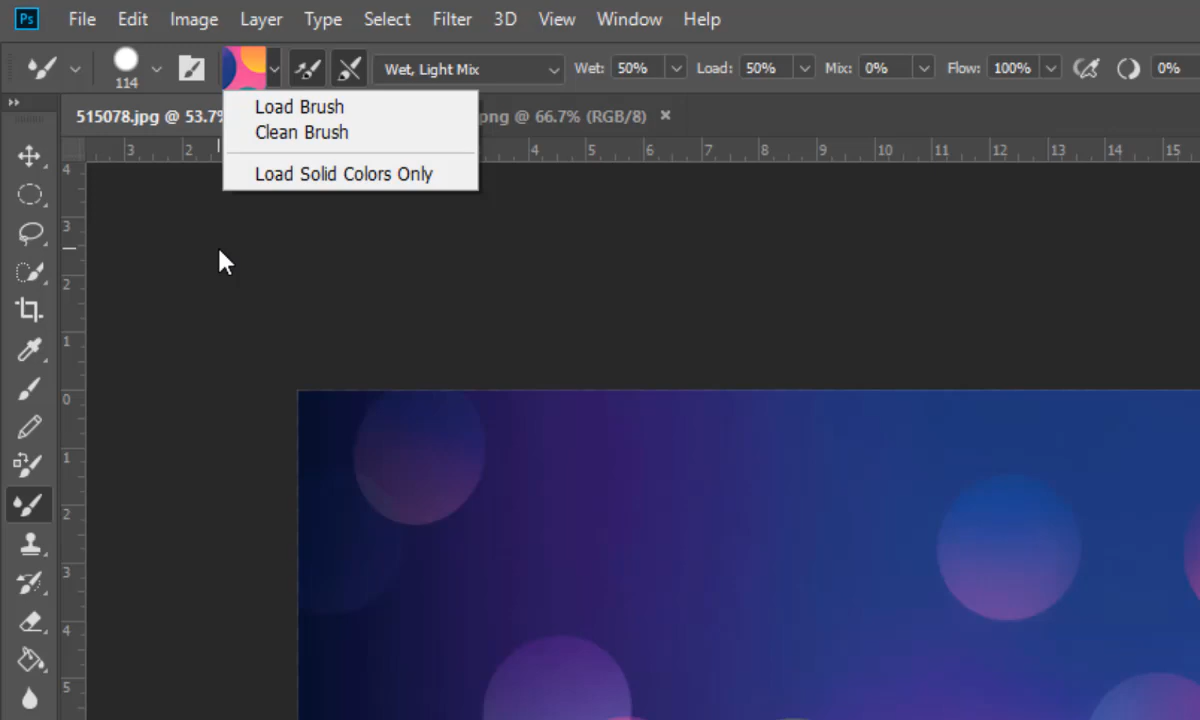 Ps File Edit Image Layer Type Select Filter 3D View Window Help
114 Wet, Light Mix Wet: 50% Load: 50% Mix: 0% Flow: 100% 0%
515078.jpg @ 53.7% png @ 66.7% (RGB/8) ×
Load Brush
Clean Brush
Load Solid Colors Only
3 2 4 5 6 7 8 9 10 11 12 13 14 15
4
3
2
1
0
1
2
3
4
5